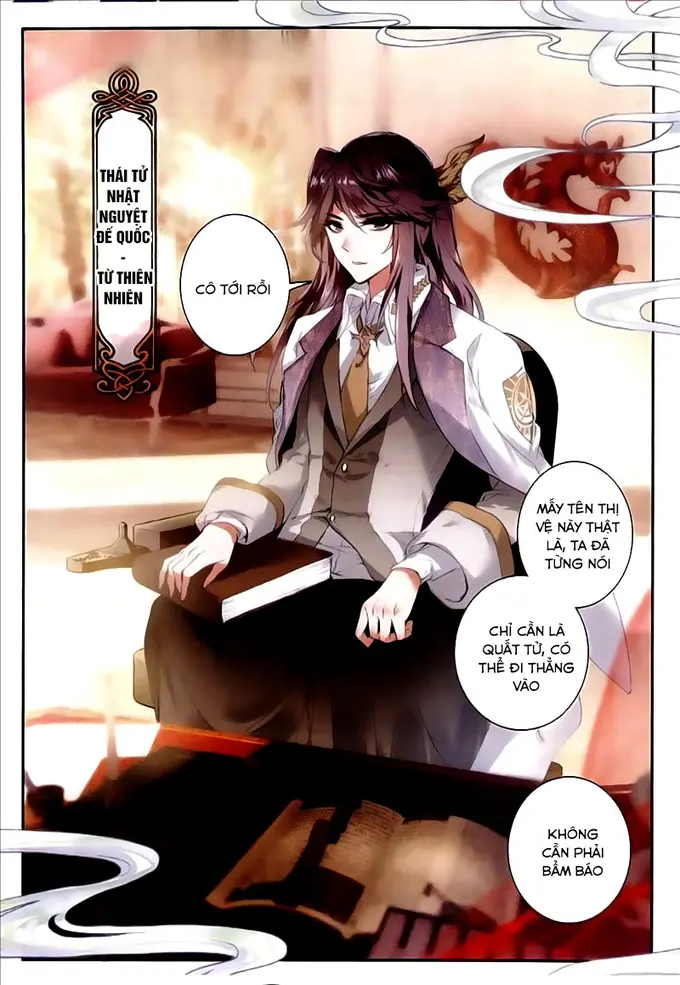 THÁI TỬ
NHẬT
NGUYỆT
ĐẾ QUỐC
-
TỪ THIÊN
NHIÊN
CÔ TỚI RỒI
MẤY TÊN THỊ
VỆ NÀY THẬT
LÀ, TA ĐÃ
TỪNG NÓI
CHỈ CẦN LÀ
QUẤT TỬ, CÓ
THỂ ĐI THẲNG
VÀO
KHÔNG
CẦN PHẢI
BẨM BÁO